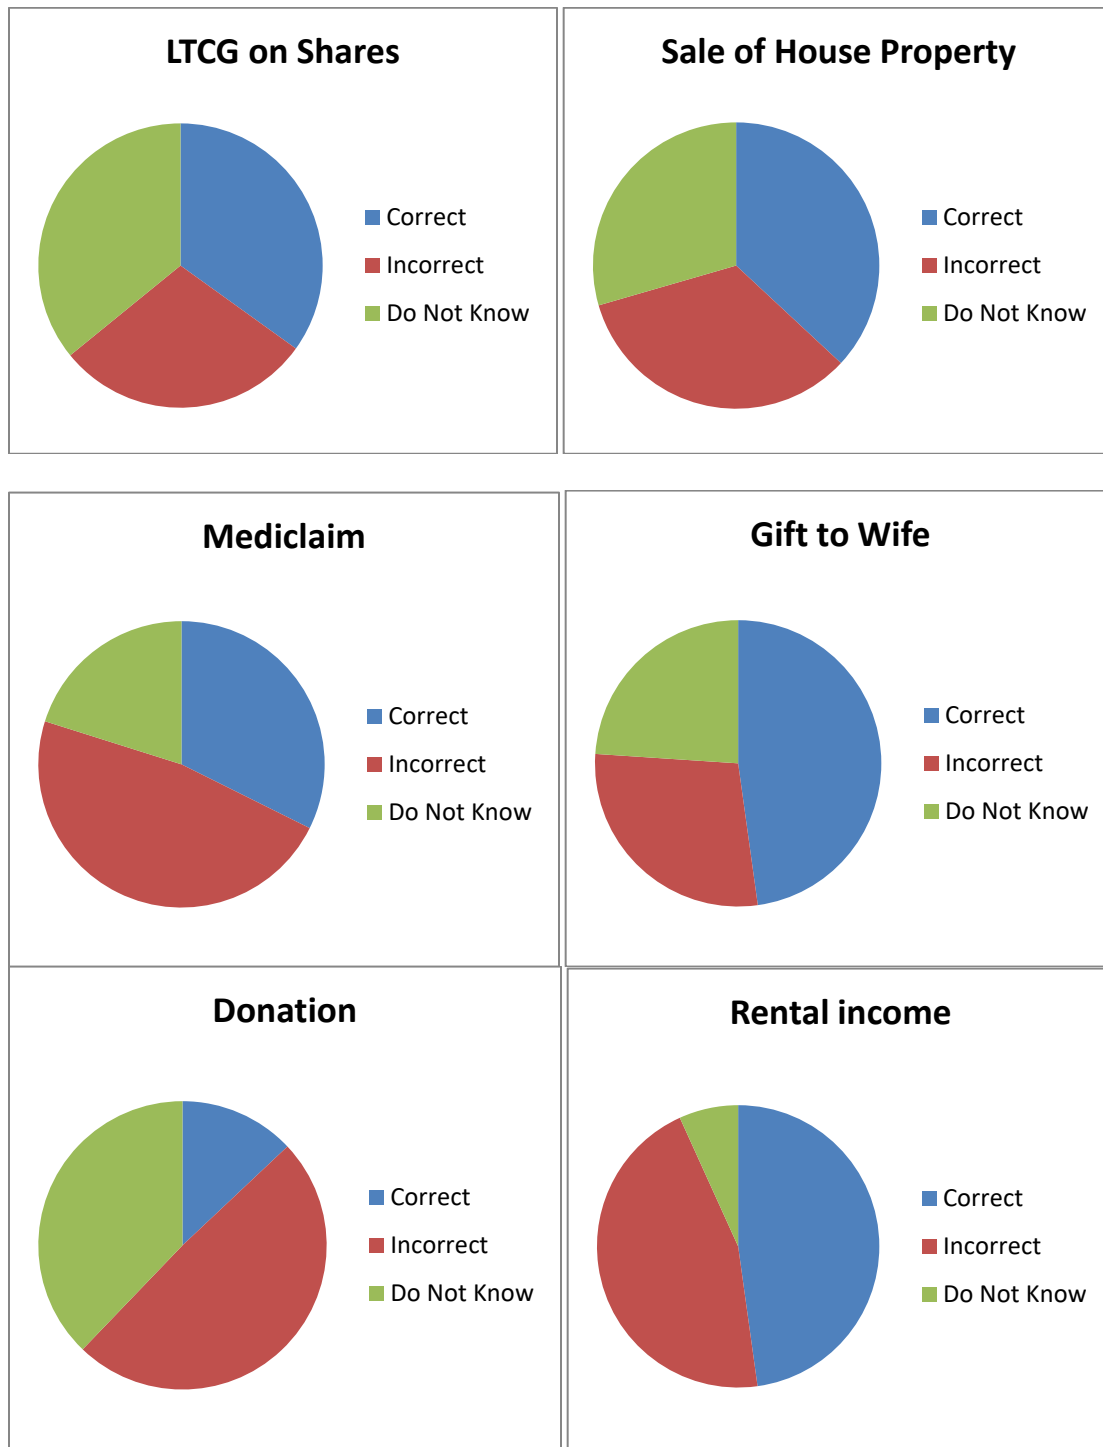 LTCG on Shares
Correct
Incorrect
Do Not Know
Sale of House Property
Correct
Incorrect
Do Not Know
Mediclaim
Correct
Incorrect
Do Not Know
Gift to Wife
Correct
Incorrect
Do Not Know
Donation
Correct
Incorrect
Do Not Know
Rental income
Correct
Incorrect
Do Not Know